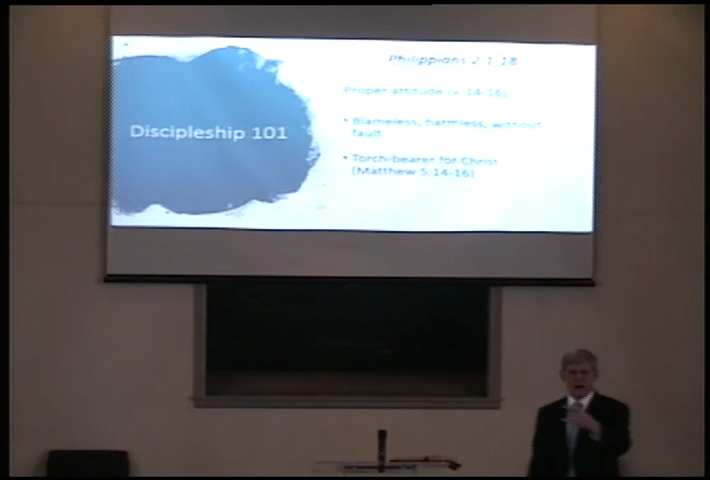 Discipleship 101
Philippians 2:1-18
Proper attitude (v. 14-16)
• Blameless, harmless, without
fault
• Torch-bearer for Christ
(Matthew 5:14-16)